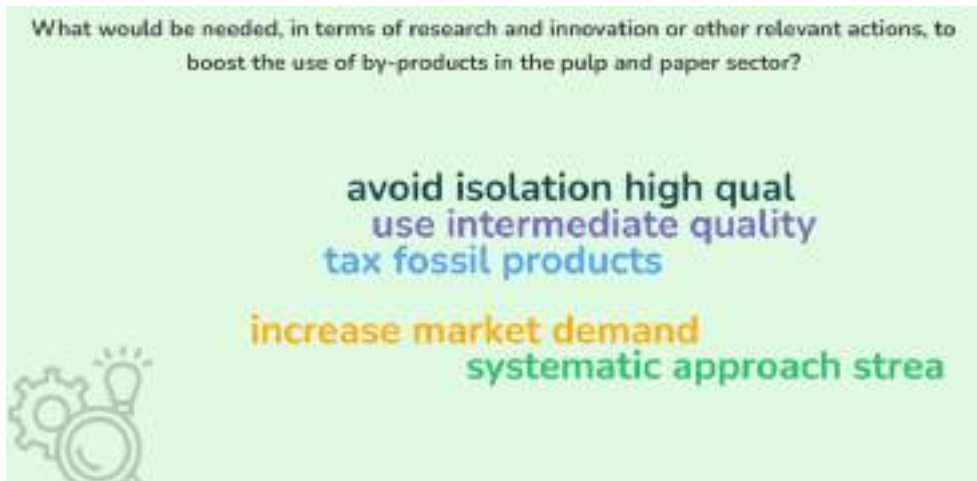 What would be needed, in terms of research and innovation or other relevant actions, to
boost the use of by-products in the pulp and paper sector?
avoid isolation high qual
use intermediate quality
tax fossil products
increase market demand
systematic approach strea